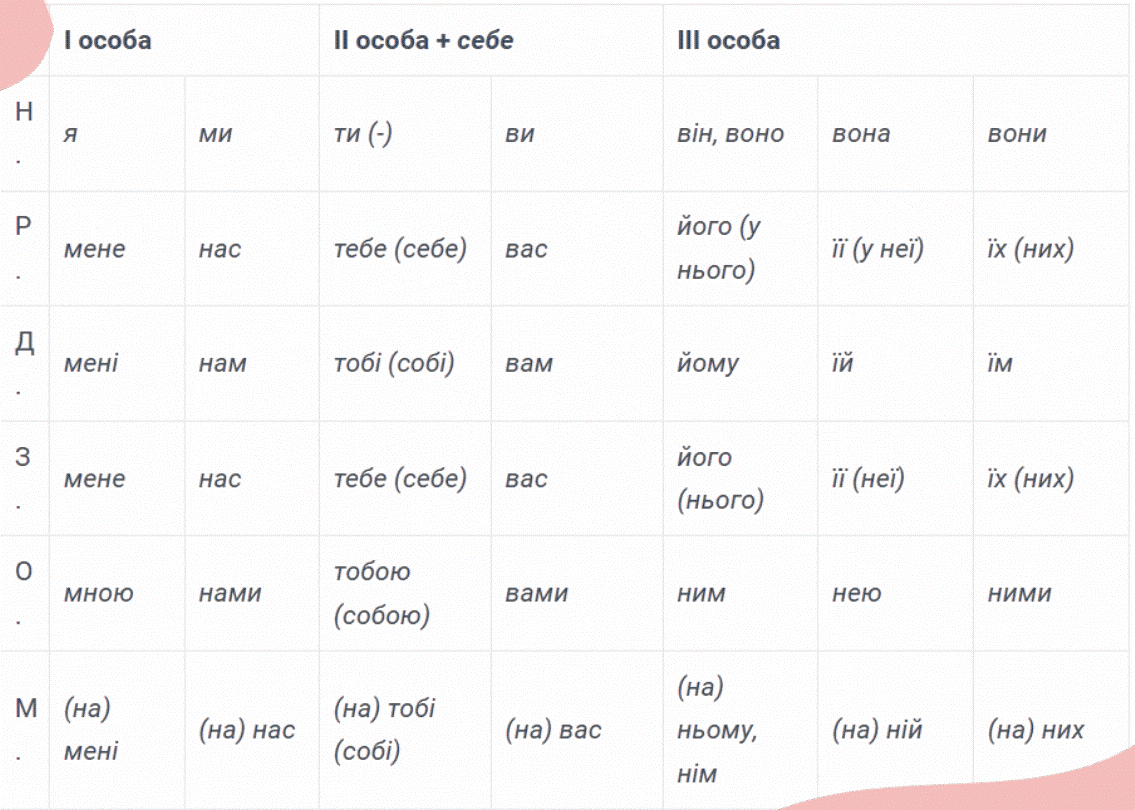 І особа ІІ особа + себе ІІІ особа
Н. я ми ти (-) ви він, воно вона вони
Р. мене нас тебе (себе) вас його (у нього) її (у неї) їх (них)
Д. мені нам тобі (собі) вам йому їй їм
З. мене нас тебе (себе) вас його (нього) її (неї) їх (них)
О. мною нами тобою (собою) вами ним нею ними
М. (на) мені (на) нас (на) тобі (собі) (на) вас (на) ньому, нім (на) ній (на) них